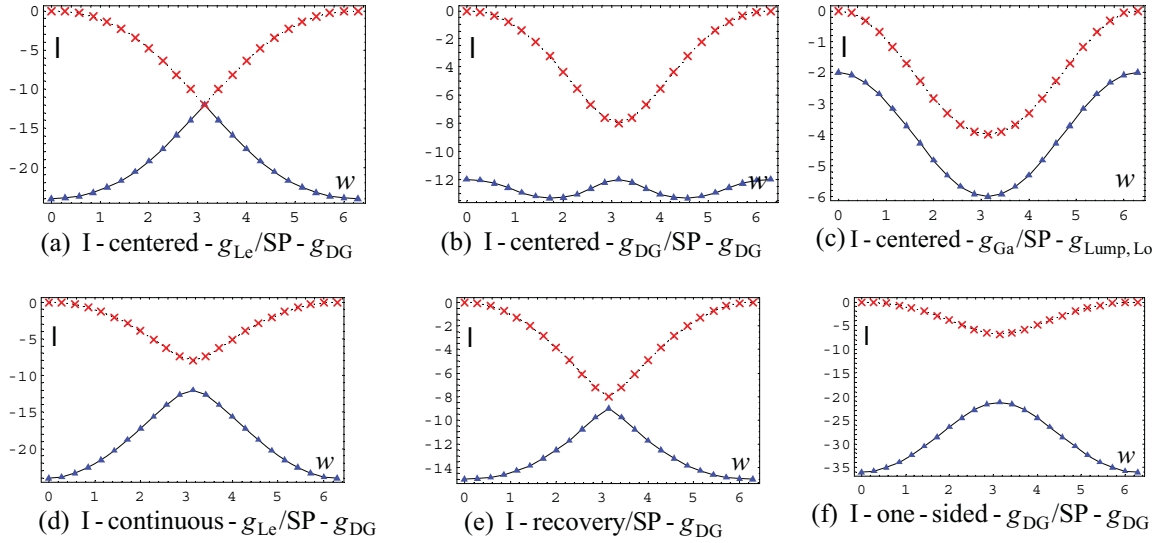 0
l
-5
-10
-15
-20
w
0 1 2 3 4 5 6
(a) I - centered - gLe/SP - gDG
0
l
-2
-4
-6
-8
-10
-12
w
0 1 2 3 4 5 6
(b) I - centered - gDG/SP - gDG
0
l
-1
-2
-3
-4
-5
-6
w
0 1 2 3 4 5 6
(c) I - centered - gGa/SP - gLump, Lo
0
l
-5
-10
-15
-20
w
0 1 2 3 4 5 6
(d) I - continuous - gLe/SP - gDG
0
l
-2
-4
-6
-8
-10
-12
-14
w
0 1 2 3 4 5 6
(e) I - recovery/SP - gDG
0
l
-5
-10
-15
-20
-25
-30
-35
w
0 1 2 3 4 5 6
(f) I - one - sided - gDG/SP - gDG